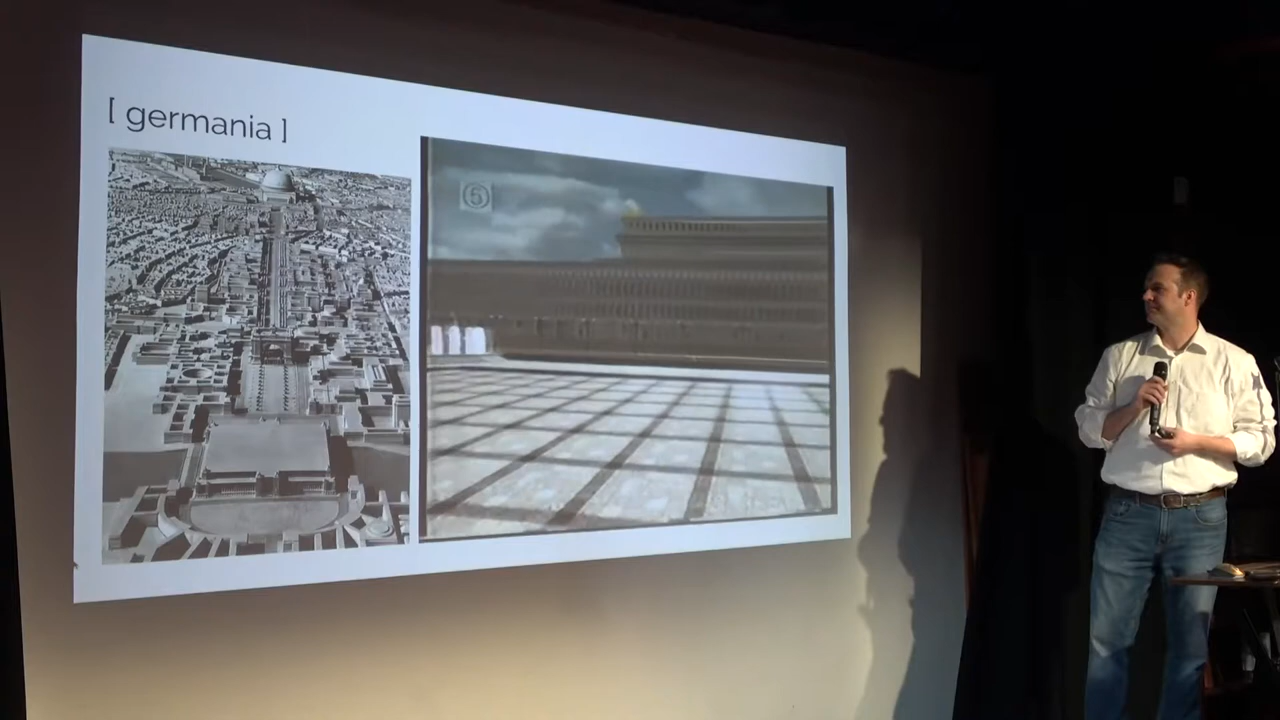 [ germania ]
⑤